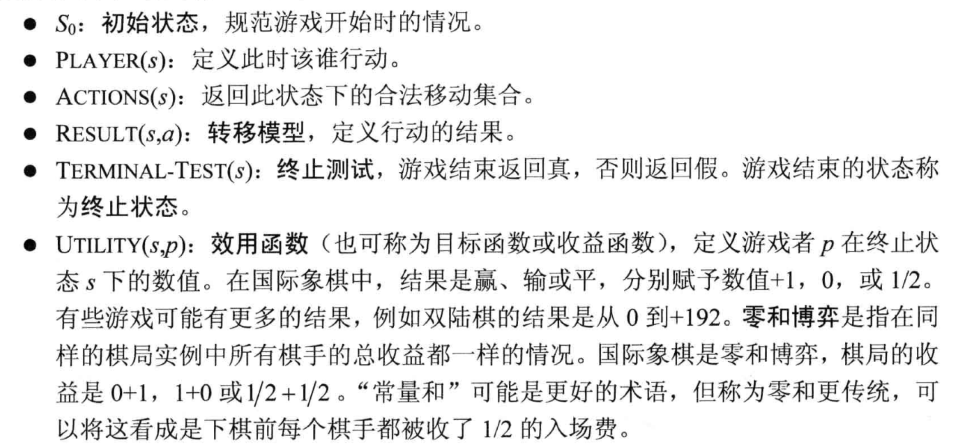 ● S₀：初始状态，规范游戏开始时的情况。
● PLAYER(s)：定义此时该谁行动。
● ACTIONS(s)：返回此状态下的合法移动集合。
● RESULT(s,a)：转移模型，定义行动的结果。
● TERMINAL-TEST(s)：终止测试，游戏结束返回真，否则返回假。游戏结束的状态称
为终止状态。
● UTILITY(s,p)：效用函数（也可称为目标函数或收益函数），定义游戏者 p 在终止状
态 s 下的数值。在国际象棋中，结果是赢、输或平，分别赋予数值+1，0，或 1/2。
有些游戏可能有更多的结果，例如双陆棋的结果是从 0 到+192。零和博弈是指在同
样的棋局实例中所有棋手的总收益都一样的情况。国际象棋是零和博弈，棋局的收
益是 0+1，1+0 或1/2+1/2。“常量和”可能是更好的术语，但称为零和更传统，可
以将这看成是下棋前每个棋手都被收了 1/2 的入场费。